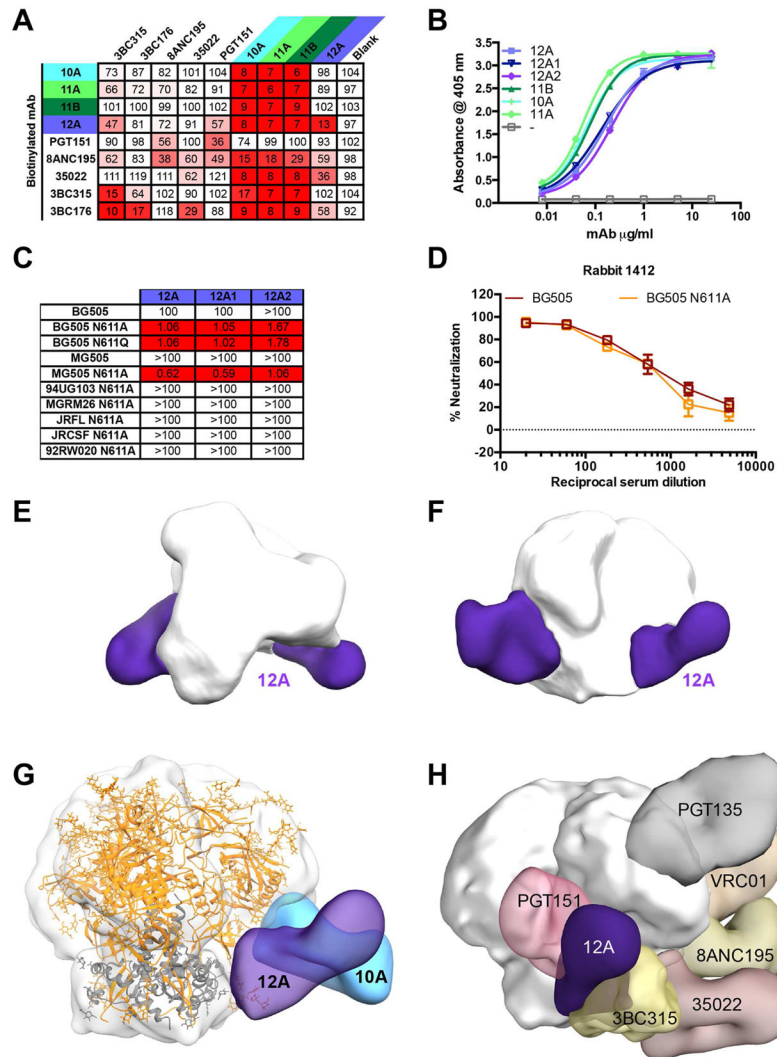 A
3BC315 3BC176 8ANC195 35022 PGT151 10A 11A 11B 12A Blank
Biotinylated mAb
10A 73 87 82 101 104 8 7 6 98 104
11A 66 72 70 82 91 7 6 7 89 97
11B 101 100 99 100 100 9 7 9 102 103
12A 47 81 72 91 57 8 7 7 13 97
PGT151 90 98 56 100 36 74 99 100 93 102
8ANC195 62 83 38 60 49 15 18 29 59 98
35022 111 119 111 62 121 8 8 8 36 98
3BC315 15 64 102 90 102 17 7 7 102 104
3BC176 10 17 118 29 88 9 8 9 58 92
B
Absorbance @ 405 nm
3.5
3.0
2.5
2.0
1.5
1.0
0.5
0.0
12A
12A1
12A2
11B
10A
11A
-
0.01 0.1 1 10 100
mAb µg/ml
C
12A 12A1 12A2
BG505 100 100 >100
BG505 N611A 1.06 1.05 1.67
BG505 N611Q 1.06 1.02 1.78
MG505 >100 >100 >100
MG505 N611A 0.62 0.59 1.06
94UG103 N611A >100 >100 >100
MGRM26 N611A >100 >100 >100
JRFL N611A >100 >100 >100
JRCSF N611A >100 >100 >100
92RW020 N611A >100 >100 >100
D
Rabbit 1412
BG505 BG505 N611A
% Neutralization
120
100
80
60
40
20
0
-20
10 100 1000 10000
Reciprocal serum dilution
E
12A
F
12A
G
12A
10A
H
PGT135
VRC01
PGT151
12A
8ANC195
3BC315
35022